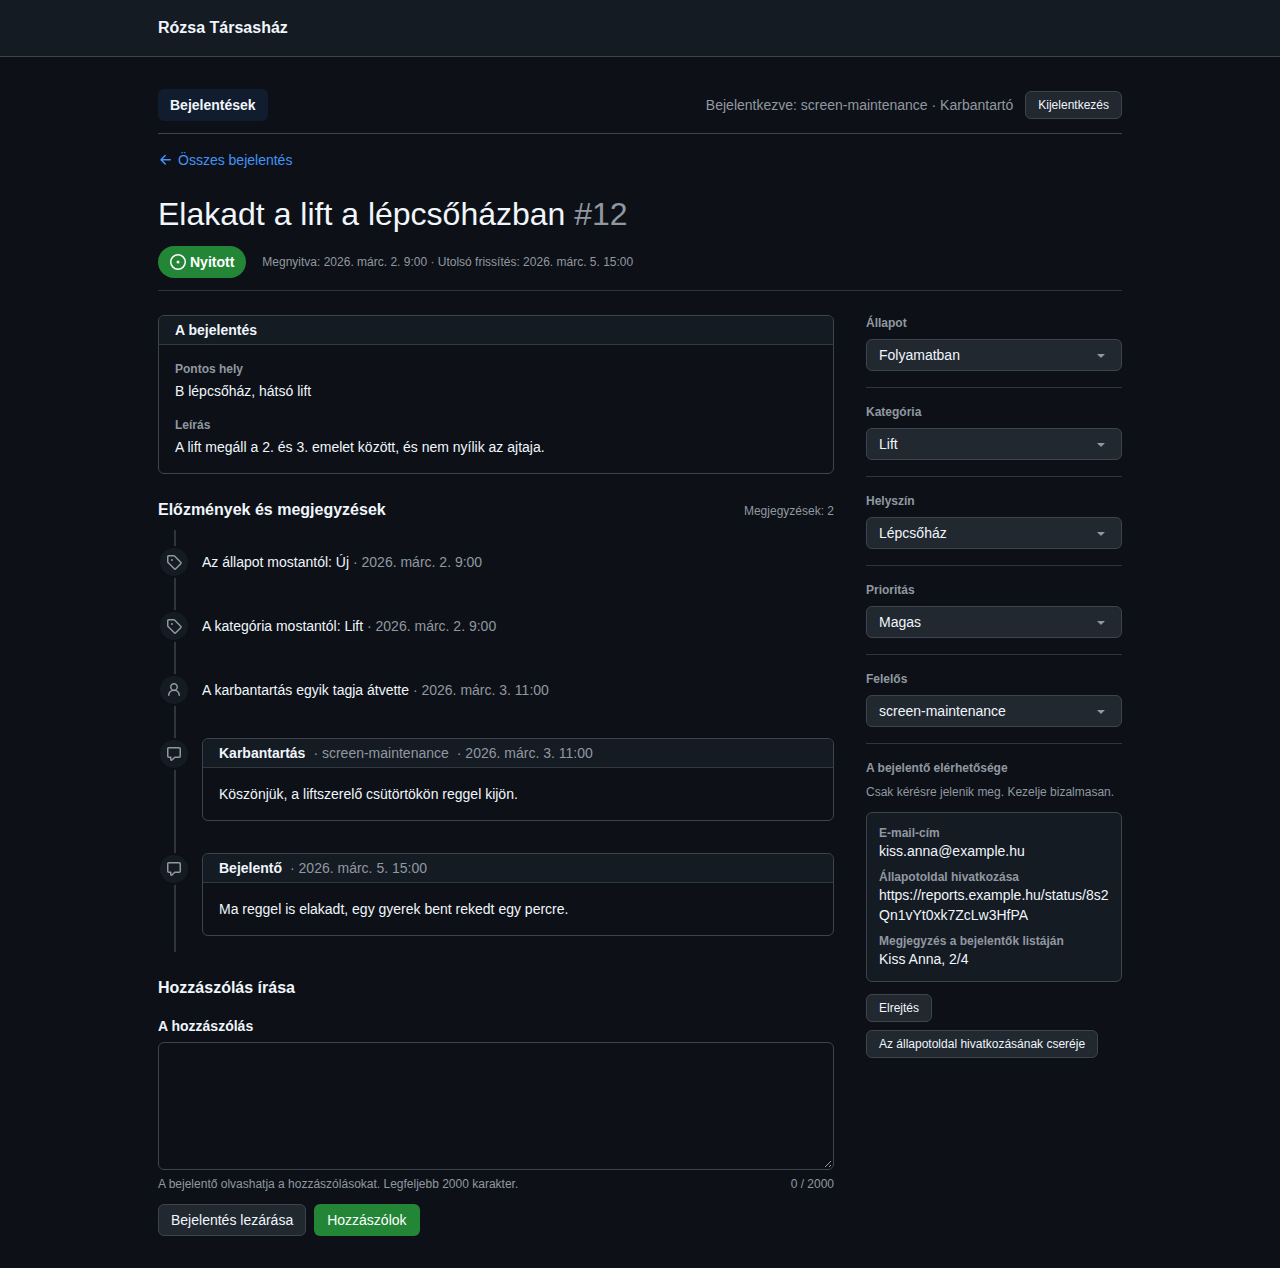 Rózsa Társasház
Bejelentések
Bejelentkezve: screen-maintenance · Karbantartó
Kijelentkezés
← Összes bejelentés
Elakadt a lift a lépcsőházban #12
Nyitott
Megnyitva: 2026. márc. 2. 9:00 · Utolsó frissítés: 2026. márc. 5. 15:00
A bejelentés
Pontos hely
B lépcsőház, hátsó lift
Leírás
A lift megáll a 2. és 3. emelet között, és nem nyílik az ajtaja.
Előzmények és megjegyzések
Megjegyzések: 2
Az állapot mostantól: Új · 2026. márc. 2. 9:00
A kategória mostantól: Lift · 2026. márc. 2. 9:00
A karbantartás egyik tagja átvette · 2026. márc. 3. 11:00
Karbantartás · screen-maintenance · 2026. márc. 3. 11:00
Köszönjük, a liftszerelő csütörtökön reggel kijön.
Bejelentő · 2026. márc. 5. 15:00
Ma reggel is elakadt, egy gyerek bent rekedt egy percre.
Hozzászólás írása
A hozzászólás
A bejelentő olvashatja a hozzászólásokat. Legfeljebb 2000 karakter.
0 / 2000
Bejelentés lezárása
Hozzászólok
Állapot
Folyamatban
Kategória
Lift
Helyszín
Lépcsőház
Prioritás
Magas
Felelős
screen-maintenance
A bejelentő elérhetősége
Csak kérésre jelenik meg. Kezelje bizalmasan.
E-mail-cím
kiss.anna@example.hu
Állapotoldal hivatkozása
https://reports.example.hu/status/8s2
Qn1vYt0xk7ZcLw3HfPA
Megjegyzés a bejelentők listáján
Kiss Anna, 2/4
Elrejtés
Az állapotoldal hivatkozásának cseréje